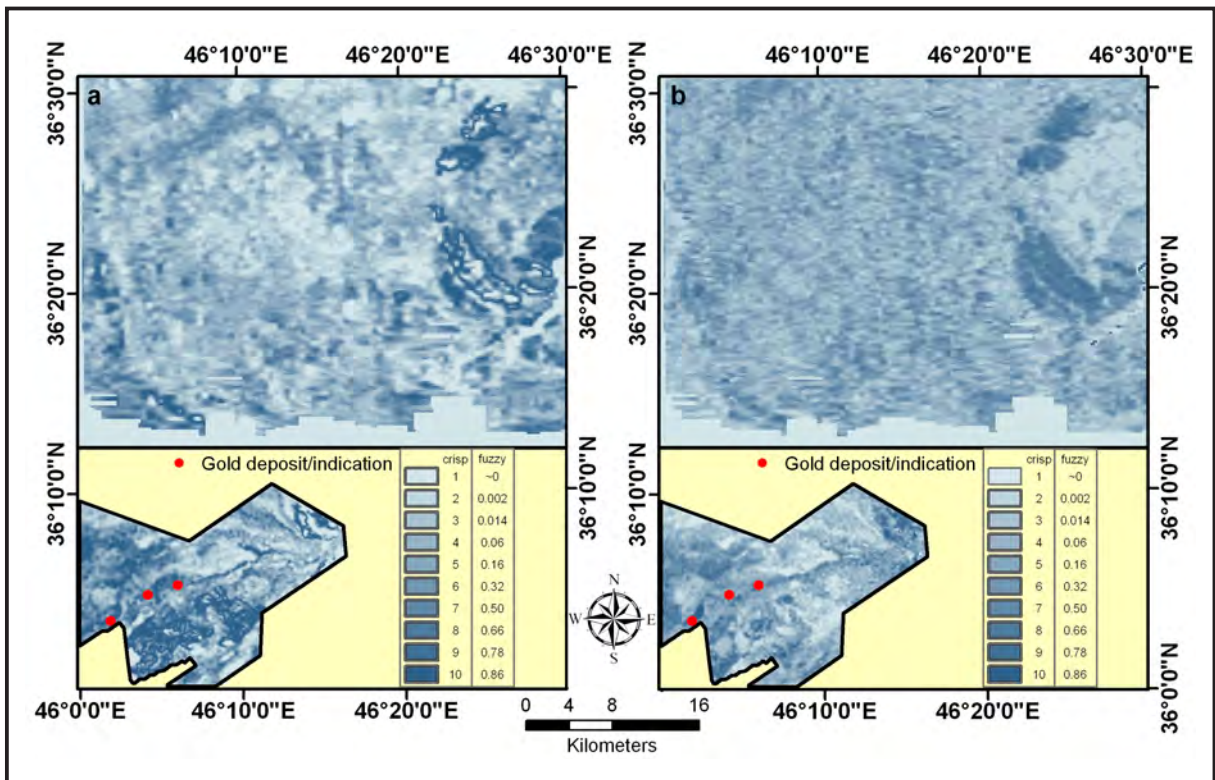 46°10'0"E 46°20'0"E 46°30'0"E 46°10'0"E 46°20'0"E 46°30'0"E
a
b
36°30'0"N
36°30'0"N
36°30'0"N
36°20'0"N
36°20'0"N
36°20'0"N
36°20'0"N
36°10'0"N
36°10'0"N
36°10'0"N
36°10'0"N
36°0'0"N
36°0'0"N
Gold deposit/indication
crisp fuzzy
1 ~0
2 0.002
3 0.014
4 0.06
5 0.16
6 0.32
7 0.50
8 0.66
9 0.78
10 0.86
N
W E
S
Gold deposit/indication
crisp fuzzy
1 ~0
2 0.002
3 0.014
4 0.06
5 0.16
6 0.32
7 0.50
8 0.66
9 0.78
10 0.86
46°0'0"E 46°10'0"E 46°20'0"E 46°10'0"E 46°20'0"E
0 4 8 16
Kilometers